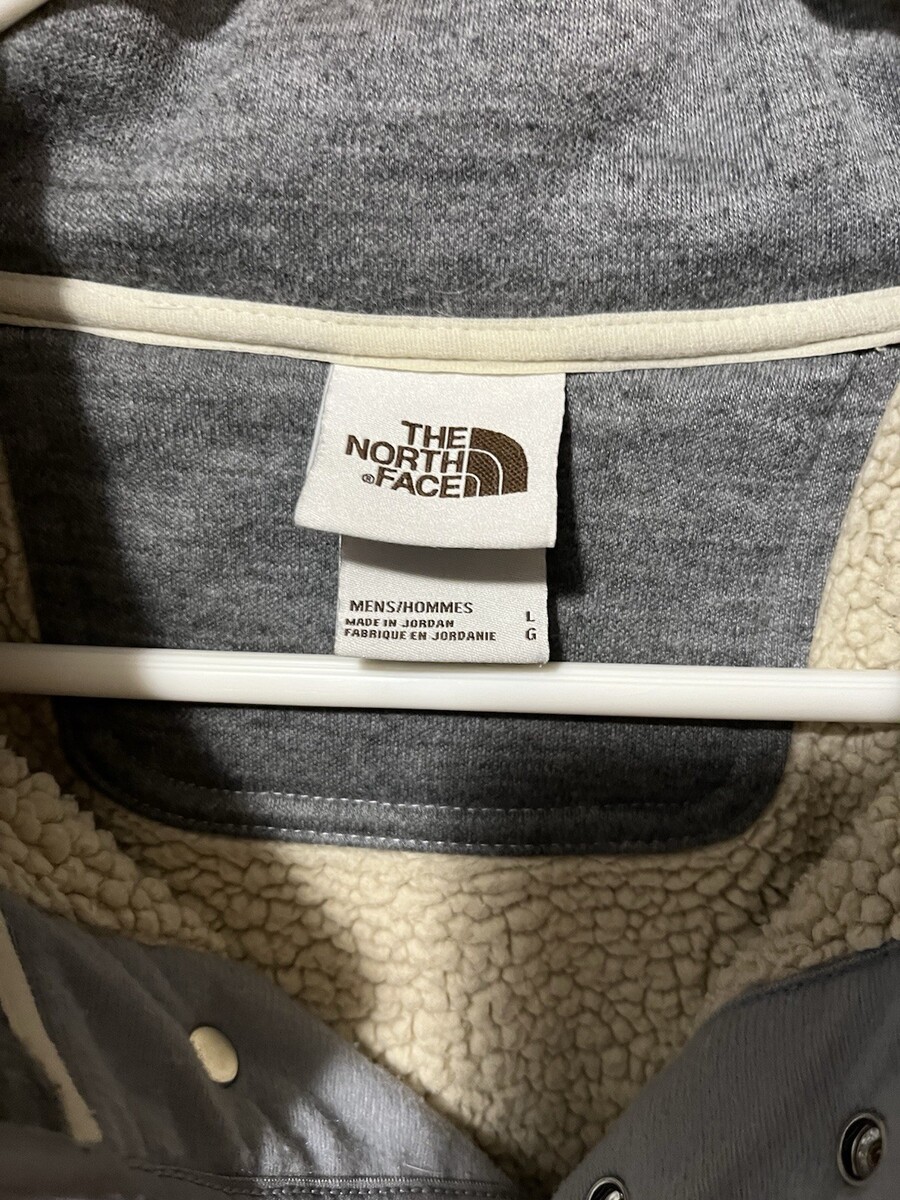 THE
NORTH
®FACE
MENS/HOMMES
MADE IN JORDAN
FABRIQUE EN JORDANIE
L
G